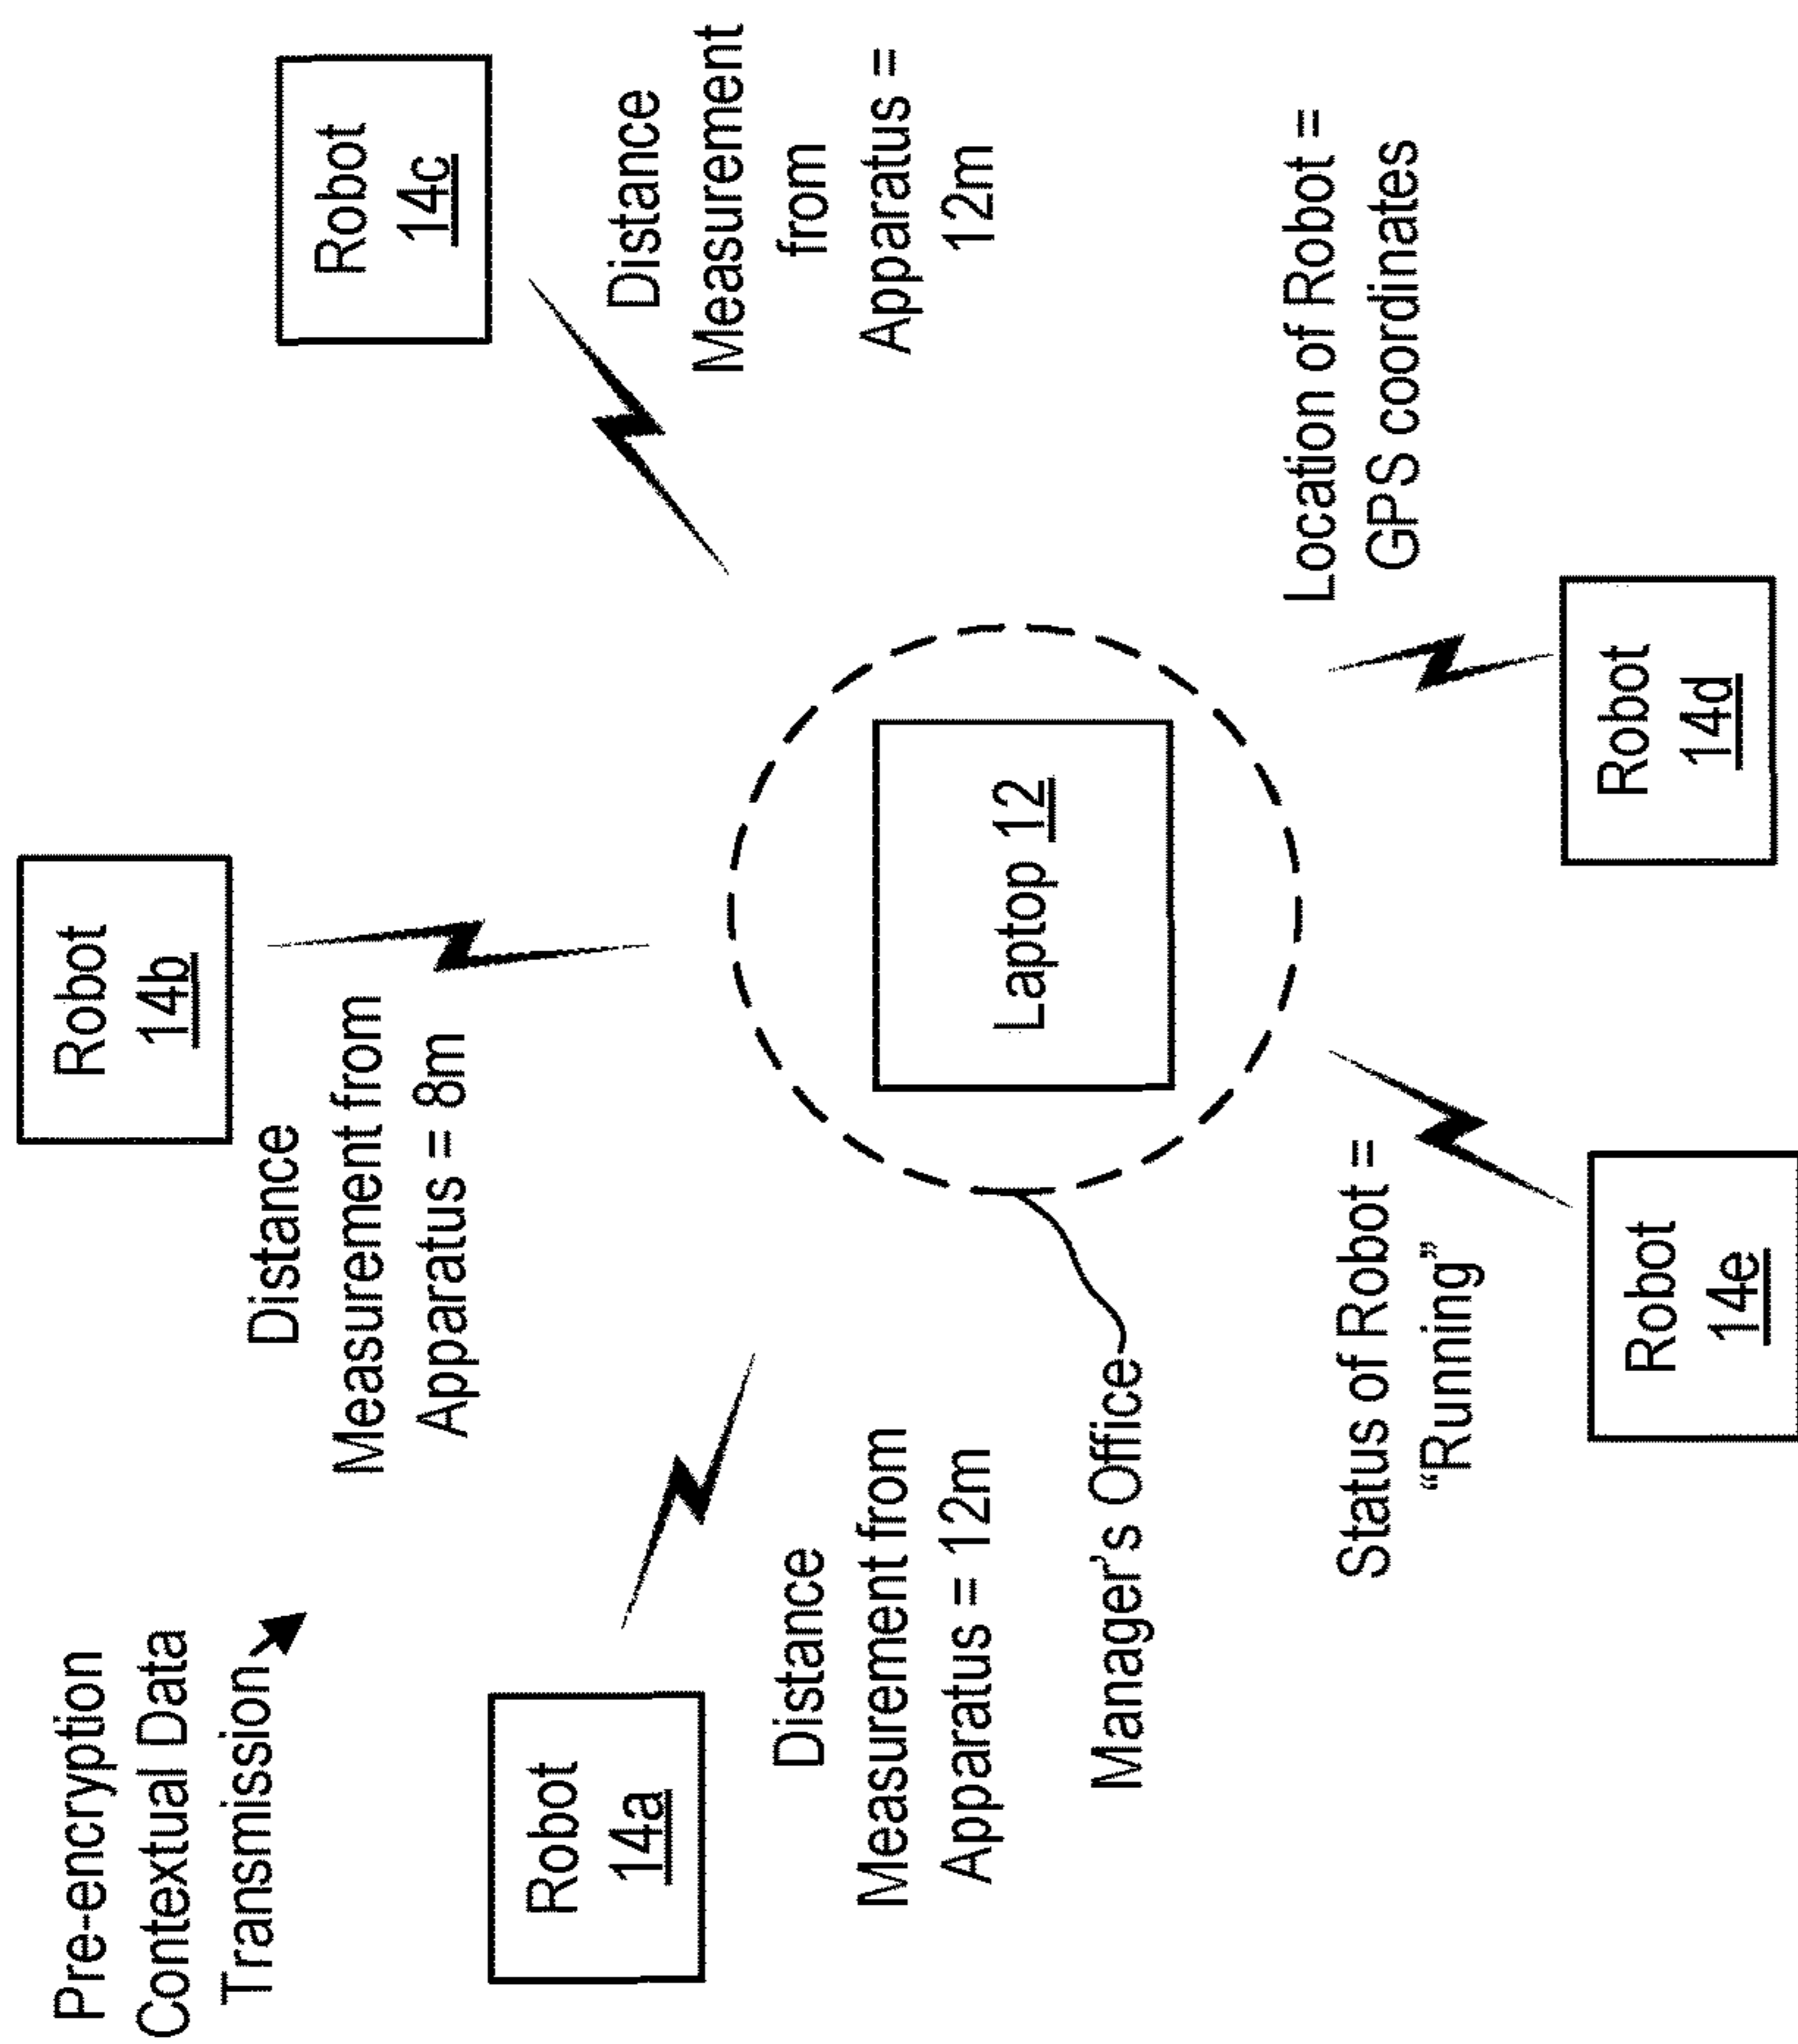 Pre-encryption
Contextual Data
Transmission
Robot
14a
Distance
Measurement from
Apparatus = 12m
Robot
14b
Distance
Measurement from
Apparatus = 8m
Robot
14c
Distance
Measurement
from
Apparatus =
12m
Laptop 12
Manager's Office
Location of Robot =
GPS coordinates
Robot
14d
Status of Robot =
“Running”
Robot
14e